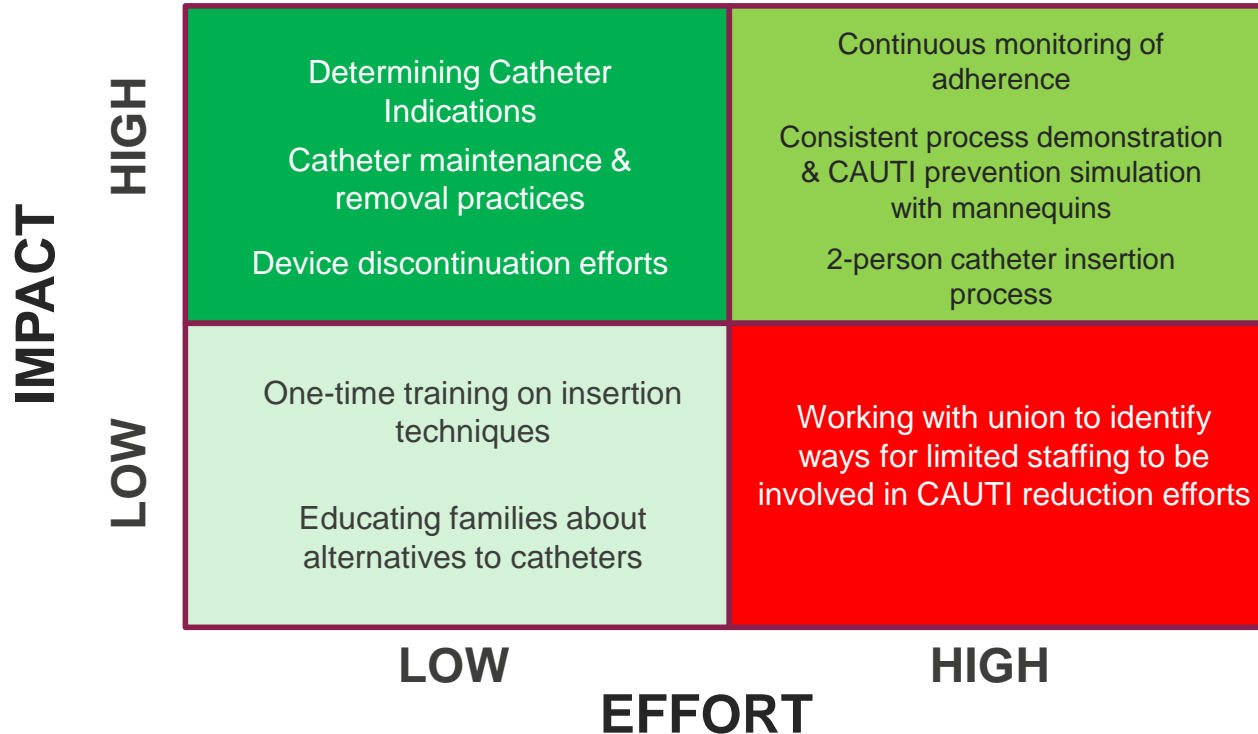 IMPACT
HIGH
Determining Catheter
Indications
Catheter maintenance &
removal practices
Device discontinuation efforts
Continuous monitoring of
adherence
Consistent process demonstration
& CAUTI prevention simulation
with mannequins
2-person catheter insertion
process
LOW
One-time training on insertion
techniques
Educating families about
alternatives to catheters
Working with union to identify
ways for limited staffing to be
involved in CAUTI reduction efforts
LOW
HIGH
EFFORT